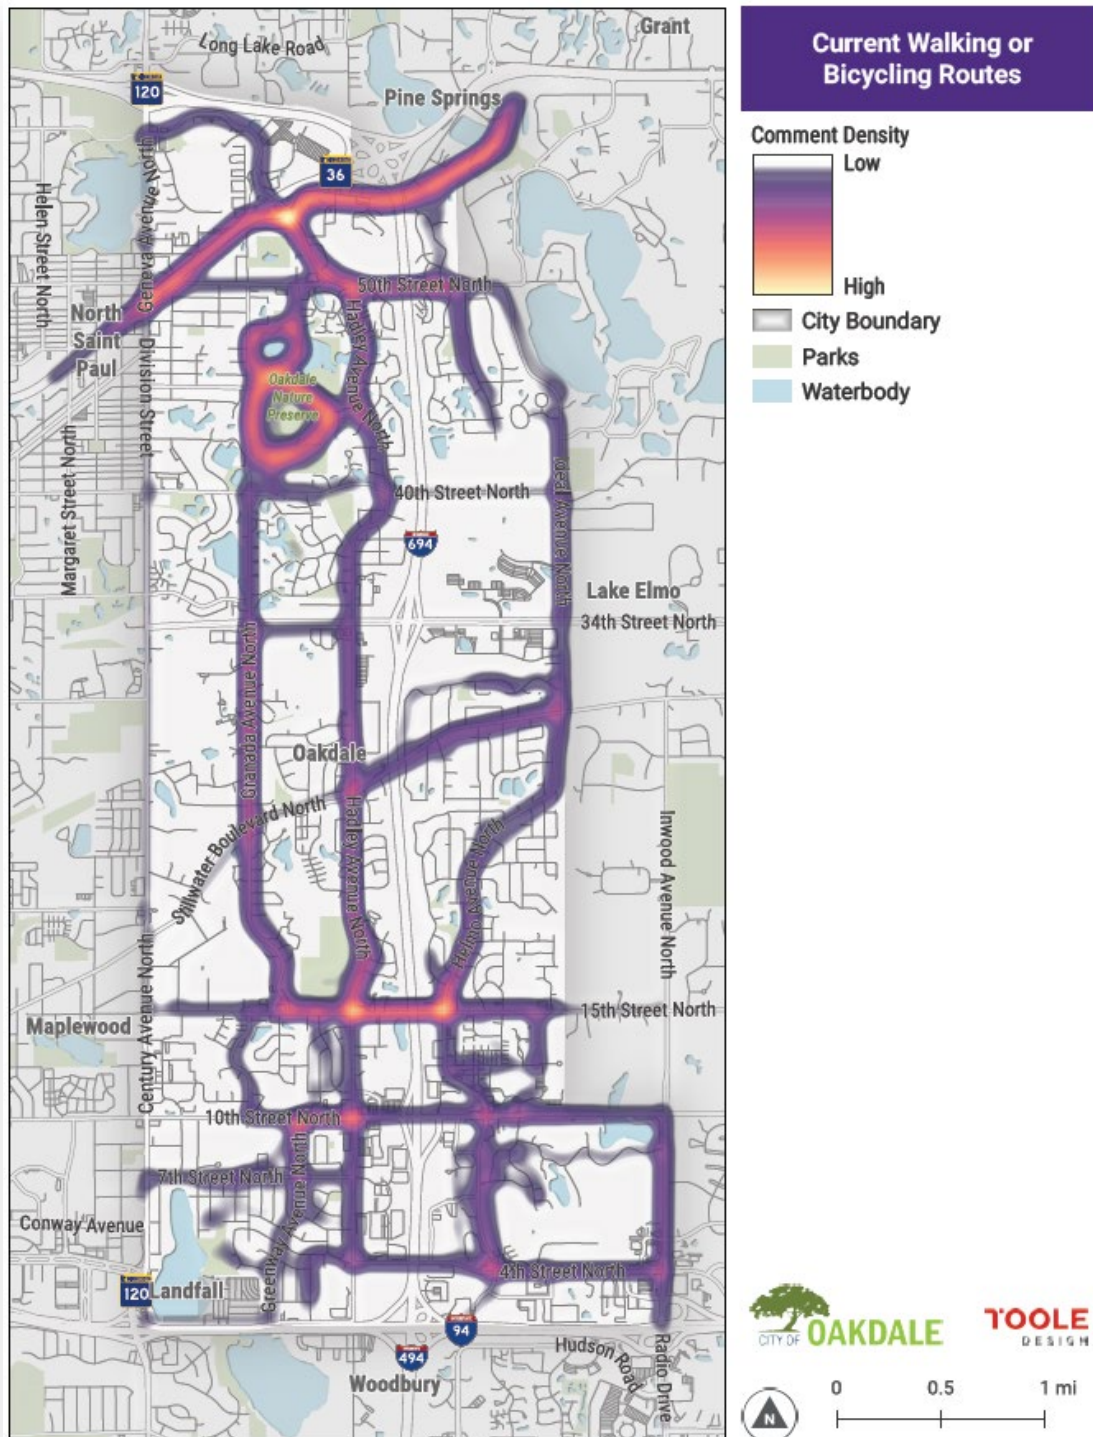 Grant
Long Lake Road
120
Pine Springs
36
Geneva Avenue North
Helen Street North
50th Street North
North
Saint
Paul
Hadley Avenue North
Division Street
Oakdale
Nature
Preserve
Margaret Street North
40th Street North
Ideal Avenue North
694
Lake Elmo
34th Street North
Granada Avenue North
Oakdale
Stillwater Boulevard North
Hadley Avenue North
Helmo Avenue North
Inwood Avenue North
Century Avenue North
15th Street North
Maplewood
10th Street North
7th Street North
Greenway Avenue North
Conway Avenue
4th Street North
120
Landfall
94
494
Hudson Road
Radio Drive
Woodbury
Current Walking or
Bicycling Routes
Comment Density
Low
High
City Boundary
Parks
Waterbody
CITY OF OAKDALE
TOOLE
DESIGN
N
0 0.5 1 mi